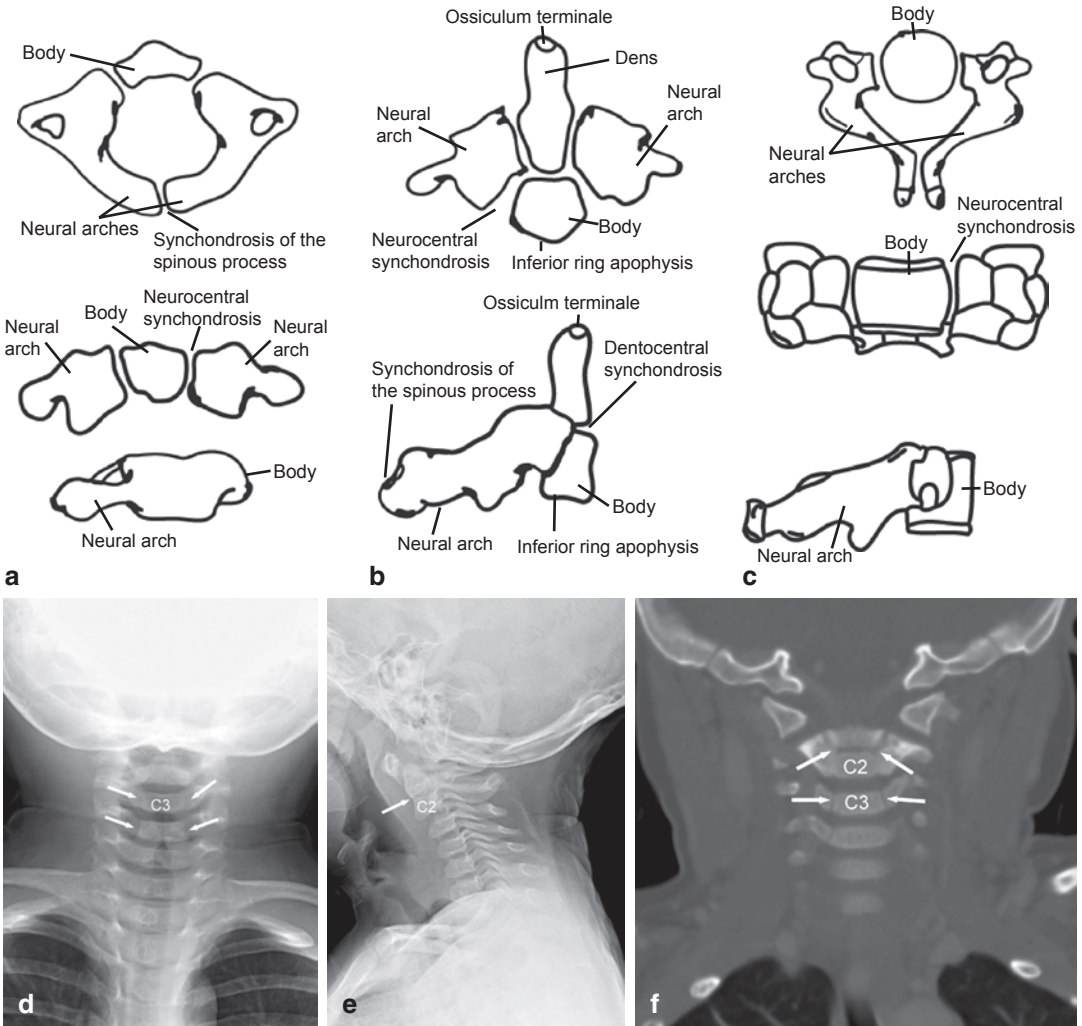 Body
Neural arches
Synchondrosis of the
spinous process
Neural
arch
Body
Neurocentral
synchondrosis
Neural
arch
Body
Neural arch
a
Ossiculum terminale
Dens
Neural
arch
Neural
arch
Neurocentral
synchondrosis
Body
Inferior ring apophysis
Ossiculm terminale
Synchondrosis of
the spinous process
Dentocentral
synchondrosis
Body
Neural arch
Inferior ring apophysis
b
Body
Neural
arches
Neurocentral
synchondrosis
Body
Body
Neural arch
c
C3
d
C2
e
C2
C3
f